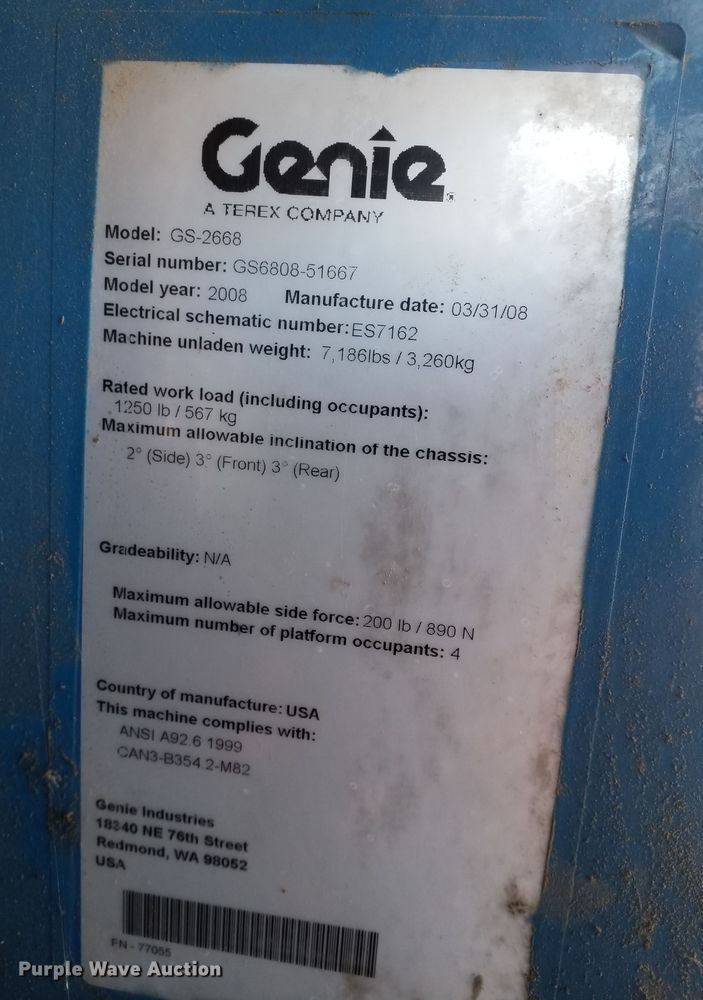 Genie
A TEREX COMPANY
Model: GS-2668
Serial number: GS6808-51667
Model year: 2008 Manufacture date: 03/31/08
Electrical schematic number: ES7162
Machine unladen weight: 7,186lbs / 3,260kg
Rated work load (including occupants):
1250 lb / 567 kg
Maximum allowable inclination of the chassis:
2° (Side) 3° (Front) 3° (Rear)
Gradeability: N/A
Maximum allowable side force: 200 lb / 890 N
Maximum number of platform occupants: 4
Country of manufacture: USA
This machine complies with:
ANSI A92.6 1999
CAN3-B354.2-M82
Genie Industries
18340 NE 76th Street
Redmond, WA 98052
USA
PN - 77055
Purple Wave Auction